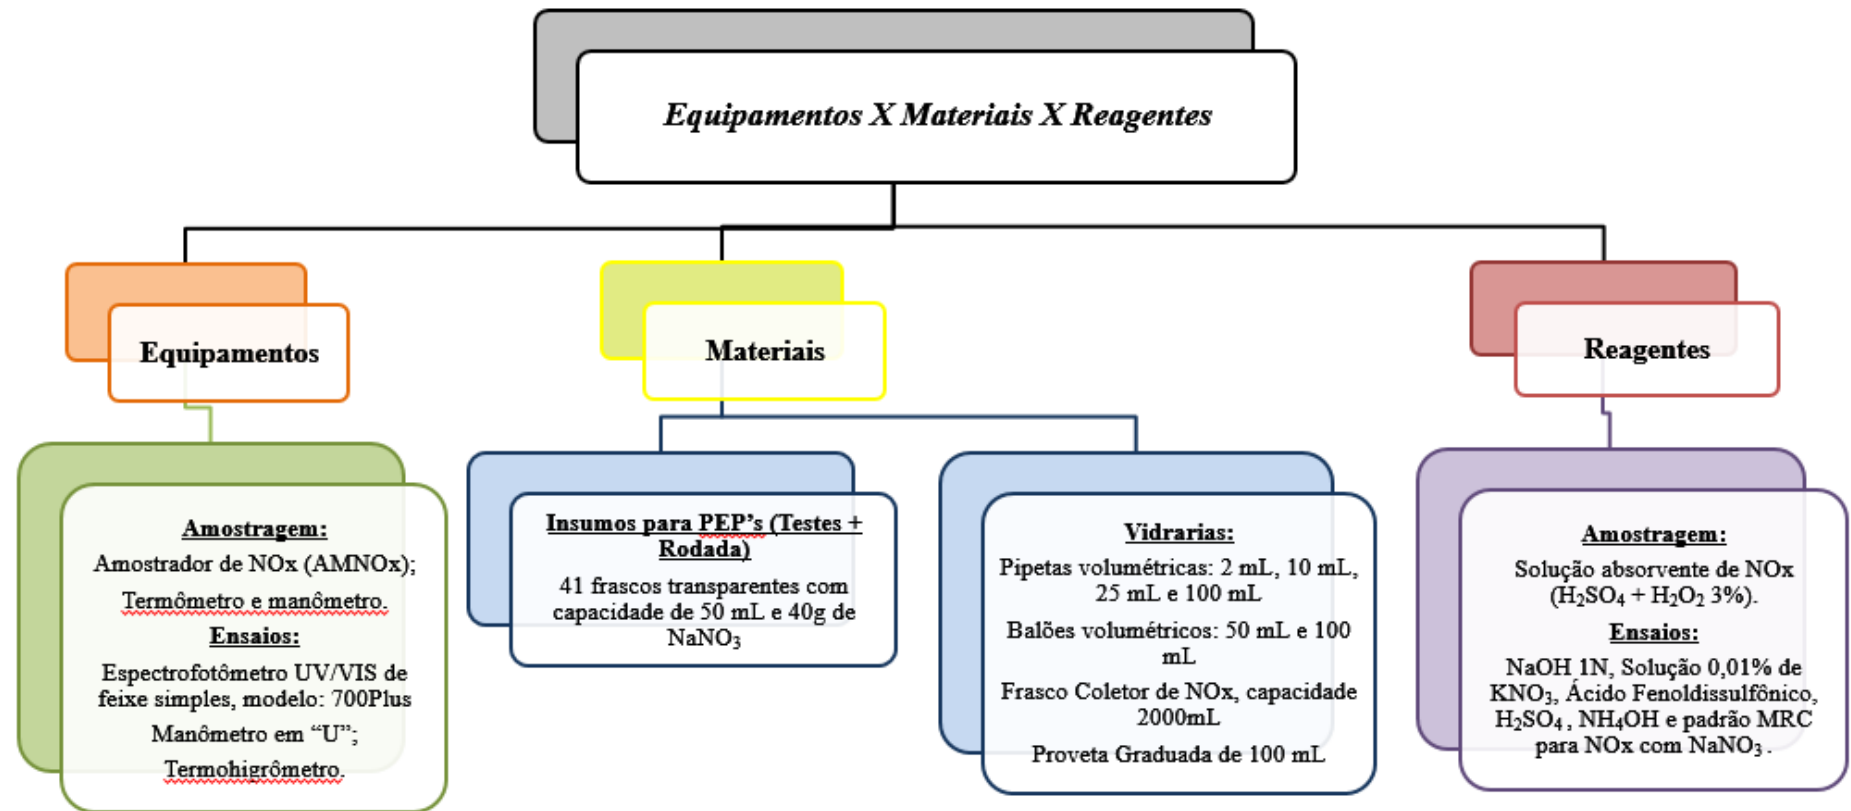 Equipamentos X Materiais X Reagentes
Equipamentos
Materiais
Reagentes
Amostragem:
Amostrador de NOx (AMNOx);
Termômetro e manômetro.
Ensaios:
Espectrofotômetro UV/VIS de
feixe simples, modelo: 700Plus
Manômetro em “U”;
Termohigrômetro.
Insumos para PEP’s (Testes +
Rodada)
41 frascos transparentes com
capacidade de 50 mL e 40g de
NaNO₃
Vidrarias:
Pipetas volumétricas: 2 mL, 10 mL,
25 mL e 100 mL
Balões volumétricos: 50 mL e 100
mL
Frasco Coletor de NOx, capacidade
2000mL
Proveta Graduada de 100 mL
Amostragem:
Solução absorvente de NOx
(H₂SO₄ + H₂O₂ 3%).
Ensaios:
NaOH 1N, Solução 0,01% de
KNO₃, Ácido Fenoldissulfônico,
H₂SO₄ , NH₄OH e padrão MRC
para NOx com NaNO₃ .